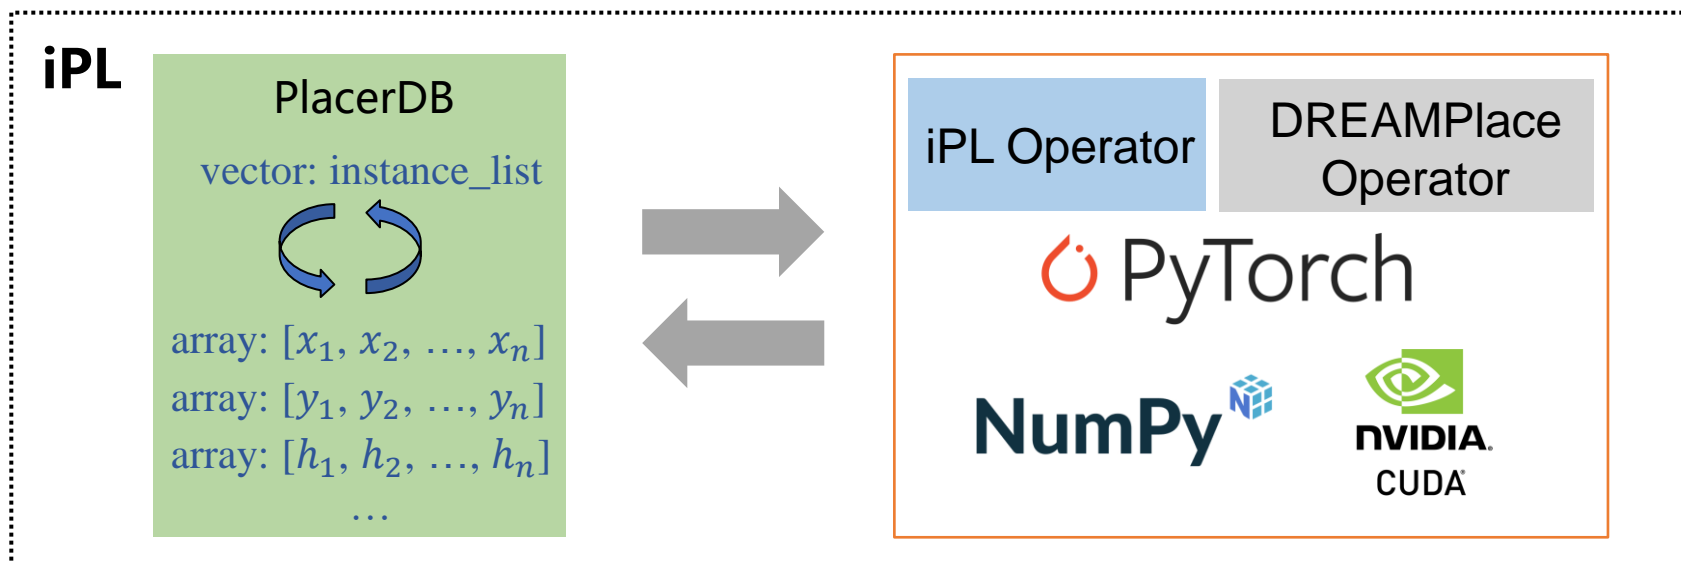 iPL
PlacerDB
vector: instance_list
array: [x₁, x₂, …, xₙ]
array: [y₁, y₂, …, yₙ]
array: [h₁, h₂, …, hₙ]
…
iPL Operator
DREAMPlace
Operator
PyTorch
NumPy
N
NVIDIA.
CUDA®